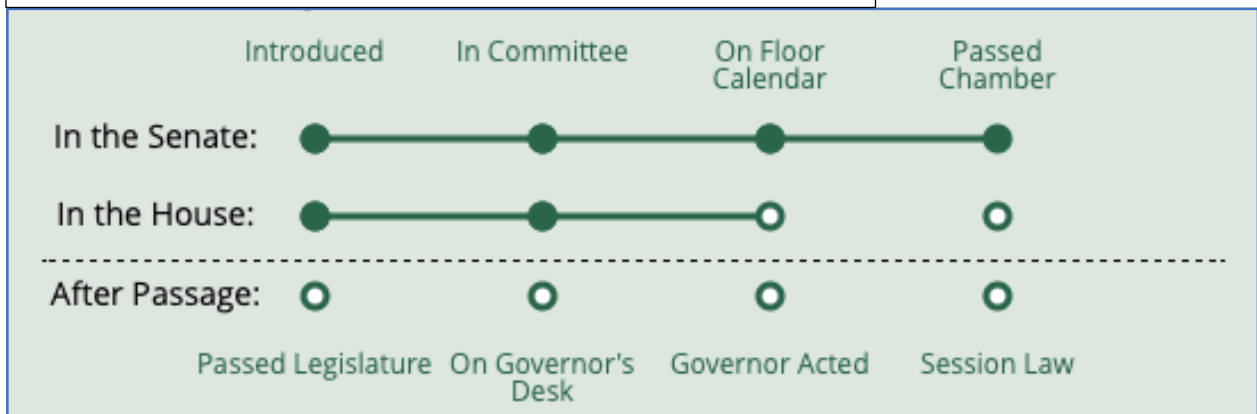 Introduced In Committee On Floor Calendar Passed Chamber
In the Senate:
In the House:
After Passage:
Passed Legislature On Governor's Desk Governor Acted Session Law